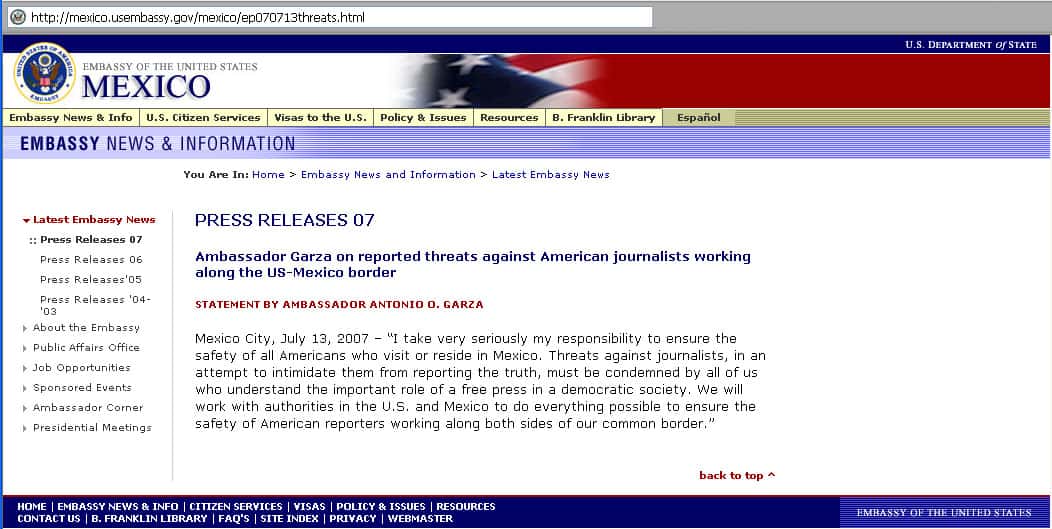 http://mexico.usembassy.gov/mexico/ep070713threats.html
U.S. DEPARTMENT of STATE
EMBASSY OF THE UNITED STATES
MEXICO
UNITED STATES OF AMERICA
EMBASSY
Embassy News & Info U.S. Citizen Services Visas to the U.S. Policy & Issues Resources B. Franklin Library Español
EMBASSY NEWS & INFORMATION
You Are In: Home > Embassy News and Information > Latest Embassy News
Latest Embassy News
:: Press Releases 07
Press Releases 06
Press Releases'05
Press Releases '04-
'03
About the Embassy
Public Affairs Office
Job Opportunities
Sponsored Events
Ambassador Corner
Presidential Meetings
PRESS RELEASES 07
Ambassador Garza on reported threats against American journalists working
along the US-Mexico border
STATEMENT BY AMBASSADOR ANTONIO O. GARZA
Mexico City, July 13, 2007 – “I take very seriously my responsibility to ensure the
safety of all Americans who visit or reside in Mexico. Threats against journalists, in an
attempt to intimidate them from reporting the truth, must be condemned by all of us
who understand the important role of a free press in a democratic society. We will
work with authorities in the U.S. and Mexico to do everything possible to ensure the
safety of American reporters working along both sides of our common border.”
back to top ^
HOME | EMBASSY NEWS & INFO | CITIZEN SERVICES | VISAS | POLICY & ISSUES | RESOURCES
CONTACT US | B. FRANKLIN LIBRARY | FAQ'S | SITE INDEX | PRIVACY | WEBMASTER
EMBASSY OF THE UNITED STATES